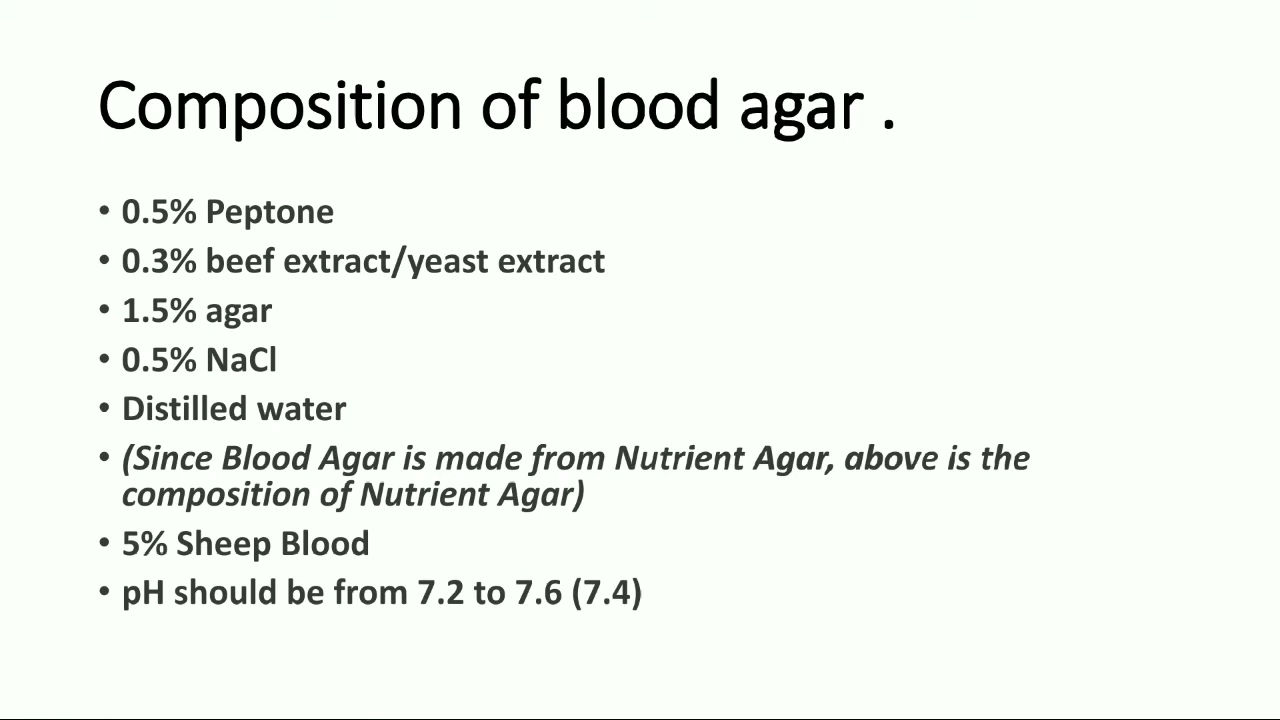 Composition of blood agar .
• 0.5% Peptone
• 0.3% beef extract/yeast extract
• 1.5% agar
• 0.5% NaCl
• Distilled water
• (Since Blood Agar is made from Nutrient Agar, above is the
composition of Nutrient Agar)
• 5% Sheep Blood
• pH should be from 7.2 to 7.6 (7.4)